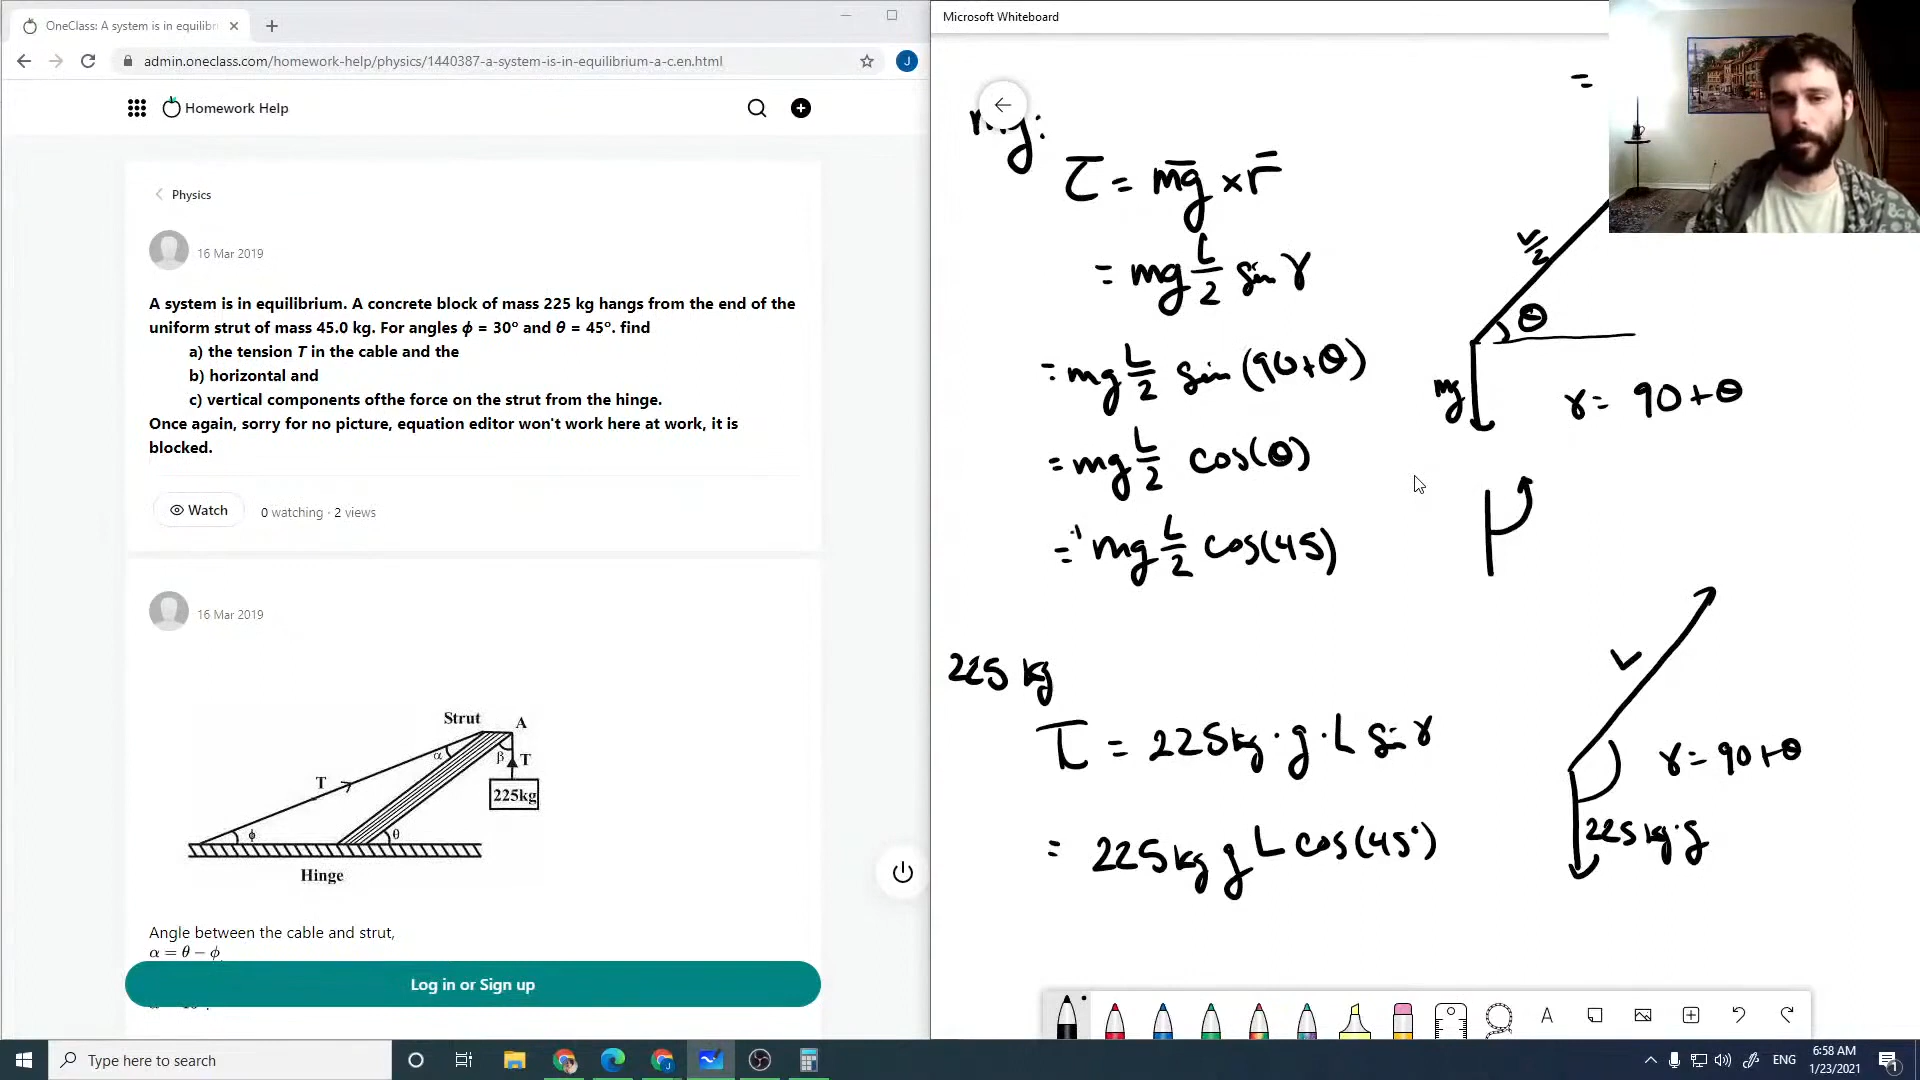 OneClass: A system is in equilibri
Microsoft Whiteboard
admin.oneclass.com/homework-help/physics/1440387-a-system-is-in-equilibrium-a-c.en.html
J
Homework Help
Physics
16 Mar 2019
A system is in equilibrium. A concrete block of mass 225 kg hangs from the end of the
uniform strut of mass 45.0 kg. For angles ϕ = 30º and θ = 45º. find
a) the tension T in the cable and the
b) horizontal and
c) vertical components ofthe force on the strut from the hinge.
Once again, sorry for no picture, equation editor won't work here at work, it is
blocked.
Watch
0 watching · 2 views
16 Mar 2019
Strut
A
α
β
T
T
225kg
ϕ
θ
Hinge
Angle between the cable and strut,
α = θ − ϕ
Log in or Sign up
mg:
=
τ = m̅g̅ × r̅
= mg L/2 sin γ
= mg L/2 sin (90+θ)
= mg L/2 cos(θ)
= mg L/2 cos(45)
θ
mg
γ = 90+θ
225 kg
τ = 225kg · g · L sin γ
= 225kg g L cos(45°)
L
γ = 90+θ
225 kg · g
Type here to search
ENG
6:58 AM
1/23/2021
1